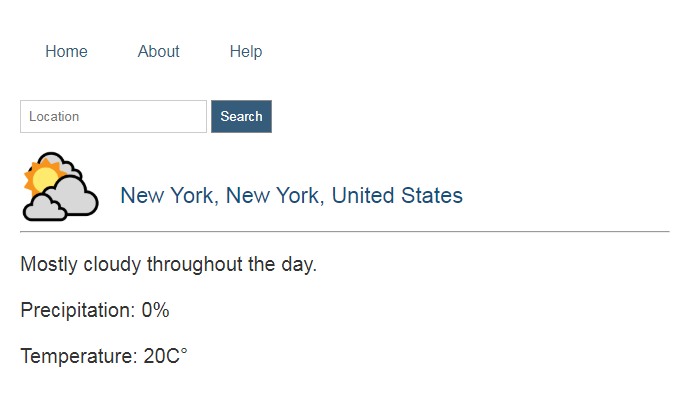 Home About Help
Location Search
New York, New York, United States
Mostly cloudy throughout the day.
Precipitation: 0%
Temperature: 20C°